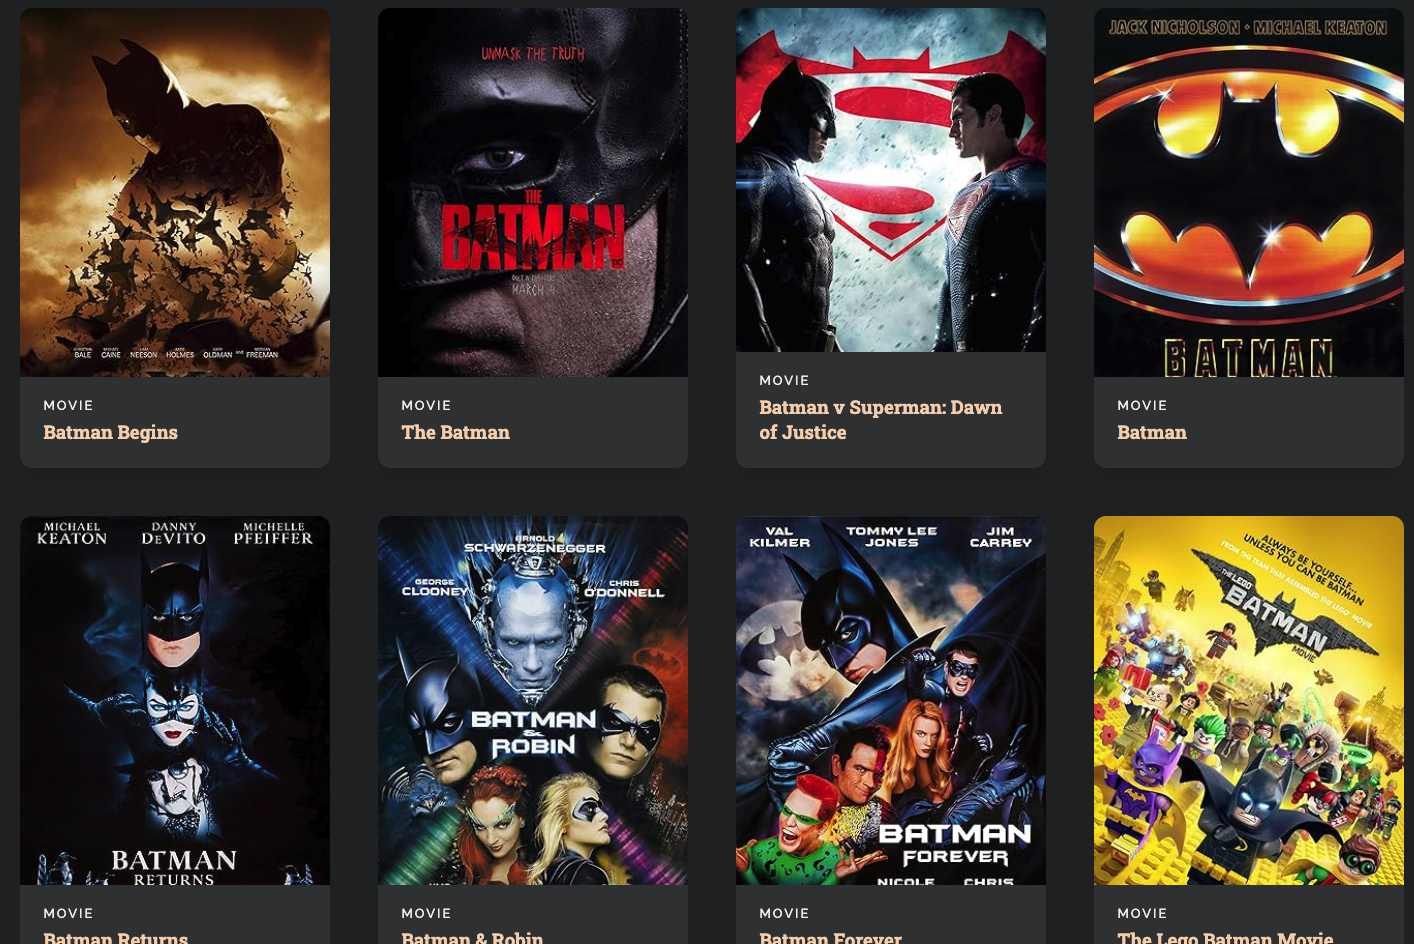 CHRISTIAN BALE MICHAEL CAINE LIAM NEESON KATIE HOLMES GARY OLDMAN and MORGAN FREEMAN
MOVIE
Batman Begins
UNMASK THE TRUTH
THE
BATMAN
ONLY IN THEATERS
MARCH 4
MOVIE
The Batman
MOVIE
Batman v Superman: Dawn
of Justice
JACK NICHOLSON • MICHAEL KEATON
BATMAN
MOVIE
Batman
MICHAEL KEATON DANNY DEVITO MICHELLE PFEIFFER
BATMAN
RETURNS
MOVIE
Batman Returns
ARNOLD
SCHWARZENEGGER
GEORGE
CLOONEY
CHRIS
O'DONNELL
BATMAN
&
ROBIN
MOVIE
Batman & Robin
VAL KILMER TOMMY LEE JONES JIM CARREY
BATMAN
FOREVER
NICOLE CHRIS
MOVIE
Batman Forever
ALWAYS BE YOURSELF...
UNLESS YOU CAN BE BATMAN
FROM THE TEAM THAT ASSEMBLED THE LEGO MOVIE
THE LEGO
BATMAN
MOVIE
MOVIE
The Lego Batman Movie